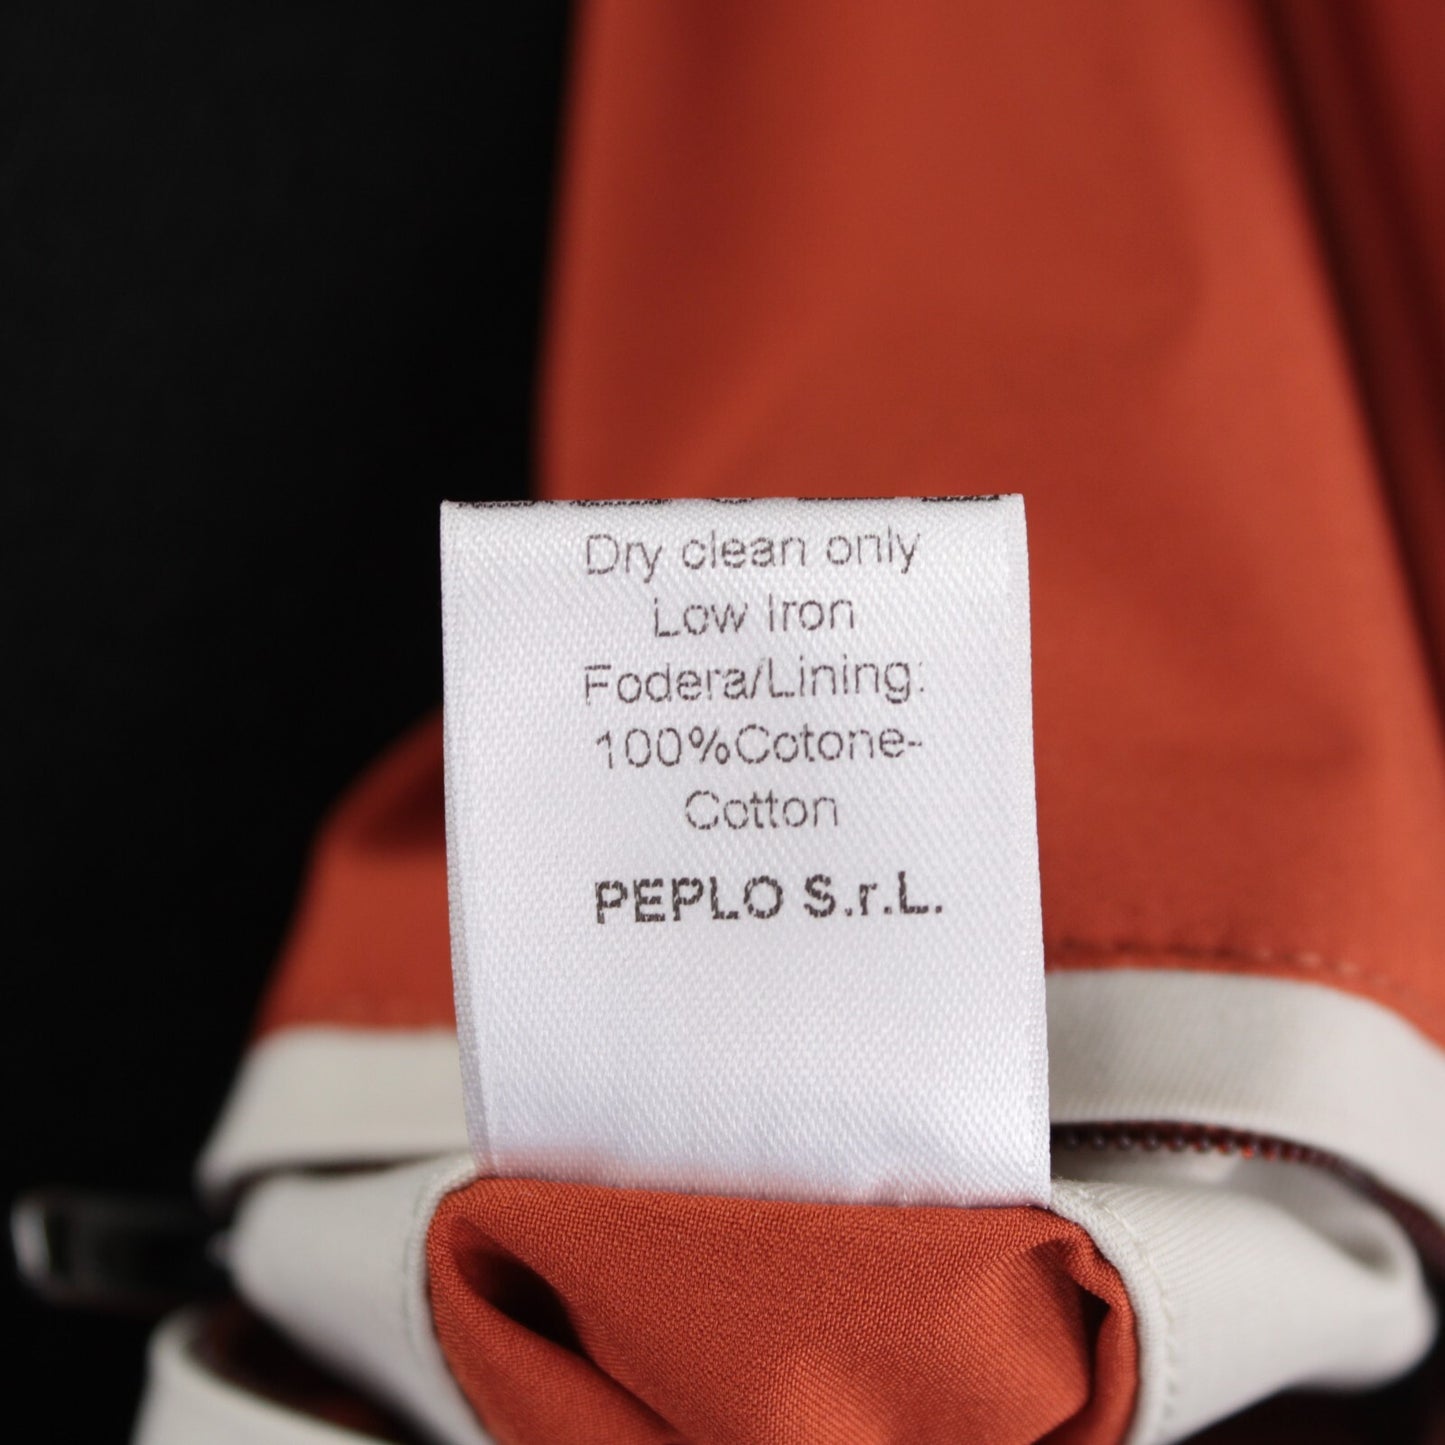 Dry clean only
Low Iron
Fodera/Lining:
100%Cotone-
Cotton
PEPLO S.r.L.